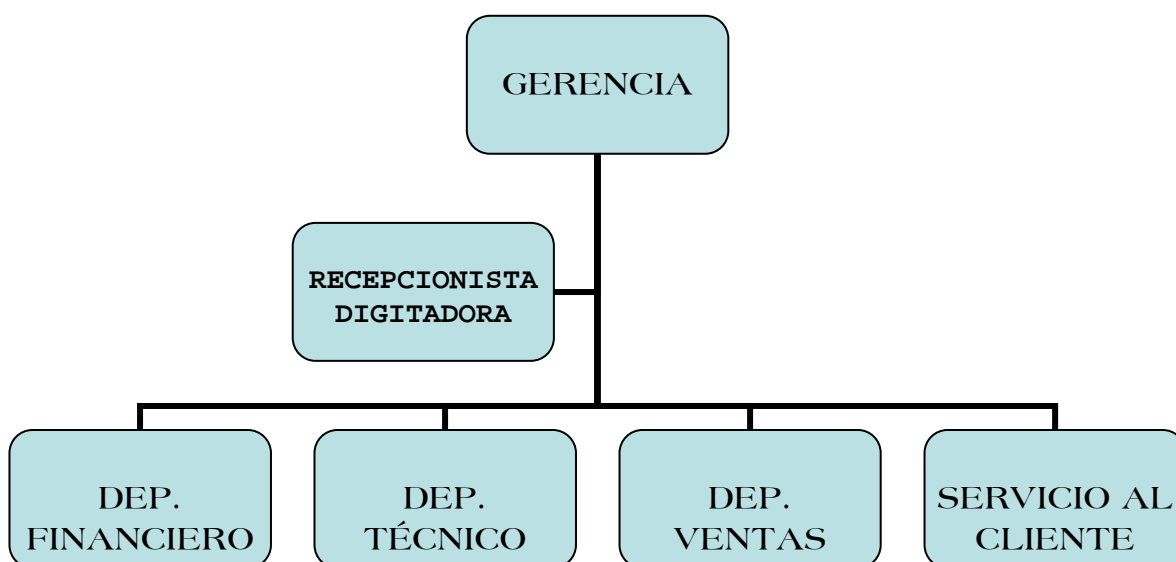 GERENCIA
RECEPCIONISTA
DIGITADORA
DEP.
FINANCIERO
DEP.
TÉCNICO
DEP.
VENTAS
SERVICIO AL
CLIENTE